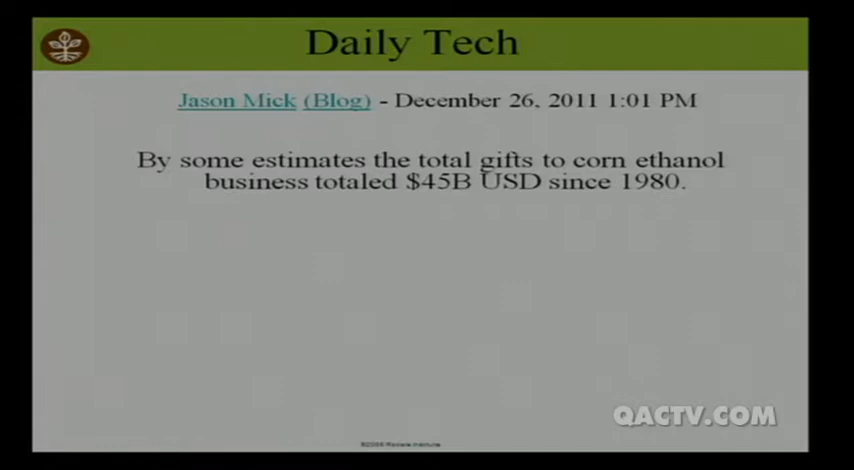 Daily Tech
Jason Mick (Blog) - December 26, 2011 1:01 PM
By some estimates the total gifts to corn ethanol
business totaled $45B USD since 1980.
QACTV.COM
Institute